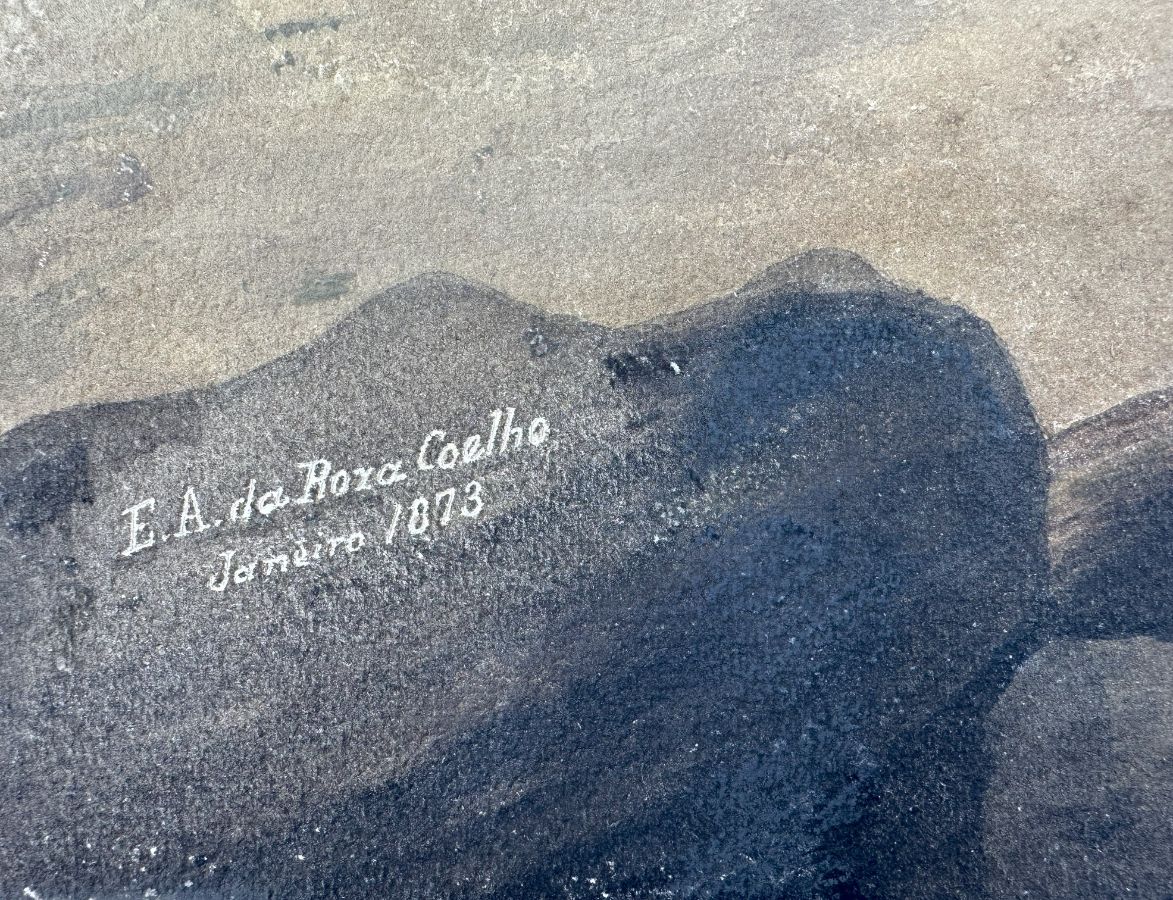 E. A. da Roza Coelho
Janeiro 1873